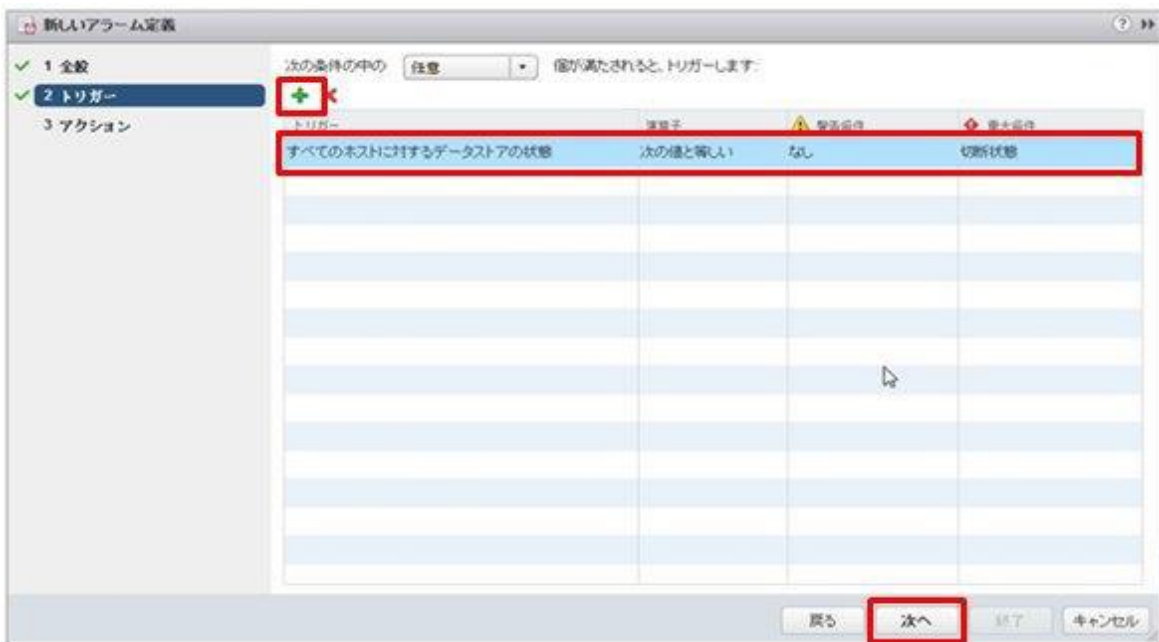 新しいアラーム定義
1 全般
2 トリガー
3 アクション
次の条件の中の 任意 個が満たされると、トリガーします:
トリガー 演算子 警告条件 重大条件
すべてのホストに対するデータストアの状態 次の値と等しい なし 切断状態
戻る 次へ 終了 キャンセル